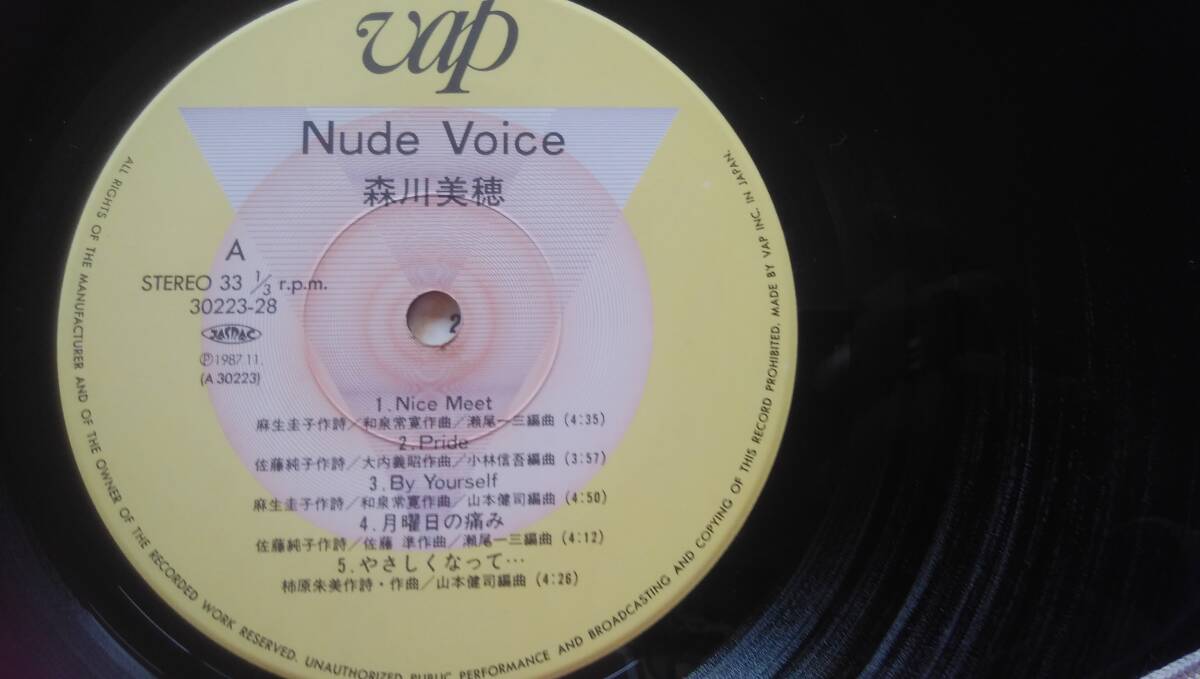 vap
Nude Voice
森川美穂
A
STEREO 33 1/3 r.p.m.
30223-28
JASRAC
Ⓟ1987.11.
(A 30223)
1.Nice Meet
麻生圭子作詩/和泉常寛作曲/瀬尾一三編曲 (4:35)
2.Pride
佐藤純子作詩/大内義昭作曲/小林信吾編曲 (3:57)
3.By Yourself
麻生圭子作詩/和泉常寛作曲/山本健司編曲 (4:50)
4.月曜日の痛み
佐藤純子作詩/佐藤 準作曲/瀬尾一三編曲 (4:12)
5.やさしくなって…
柿原朱美作詩・作曲/山本健司編曲 (4:26)
ALL RIGHTS OF THE MANUFACTURER AND OF THE OWNER OF THE RECORDED WORK RESERVED. UNAUTHORIZED PUBLIC PERFORMANCE AND BROADCASTING AND COPYING OF THIS RECORD PROHIBITED. MADE BY VAP INC. IN JAPAN.
2